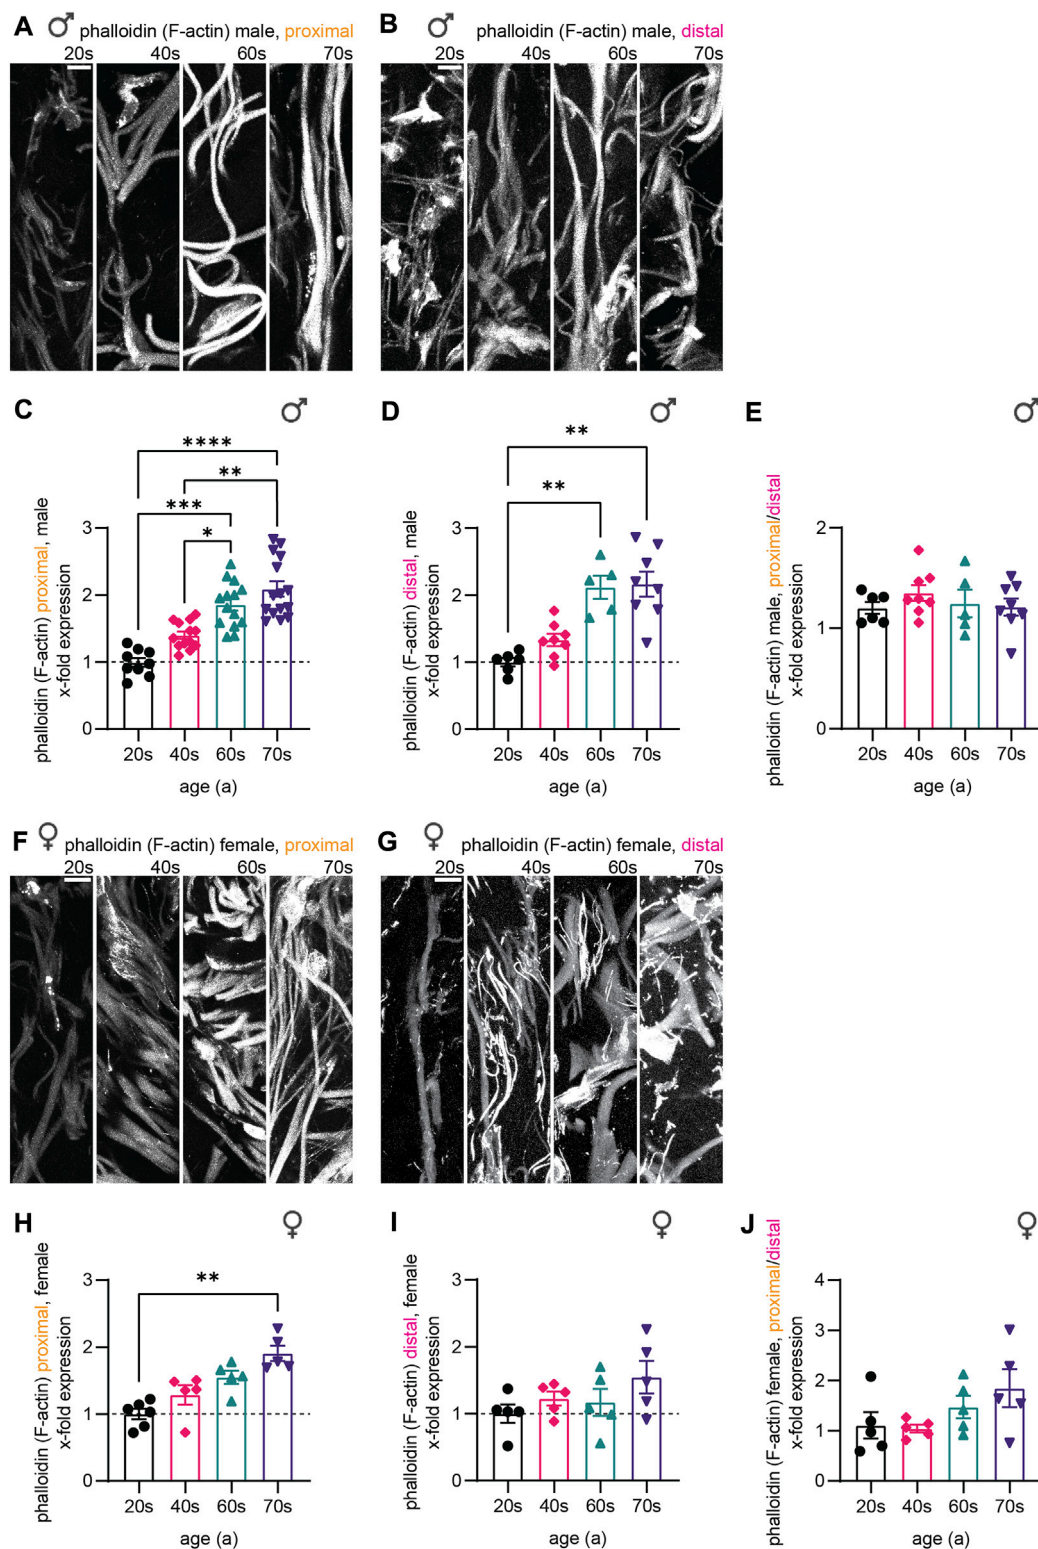 A ♂ phalloidin (F-actin) male, proximal
20s 40s 60s 70s
B ♂ phalloidin (F-actin) male, distal
20s 40s 60s 70s
C ♂
phalloidin (F-actin) proximal, male
x-fold expression
****
**
***
*
3
2
1
0
20s 40s 60s 70s
age (a)
D ♂
phalloidin (F-actin) distal, male
x-fold expression
**
**
3
2
1
0
20s 40s 60s 70s
age (a)
E ♂
phalloidin (F-actin) male, proximal/distal
x-fold expression
2
1
0
20s 40s 60s 70s
age (a)
F ♀ phalloidin (F-actin) female, proximal
20s 40s 60s 70s
G ♀ phalloidin (F-actin) female, distal
20s 40s 60s 70s
H ♀
phalloidin (F-actin) proximal, female
x-fold expression
**
3
2
1
0
20s 40s 60s 70s
age (a)
I ♀
phalloidin (F-actin) distal, female
x-fold expression
3
2
1
0
20s 40s 60s 70s
age (a)
J ♀
phalloidin (F-actin) female, proximal/distal
x-fold expression
4
3
2
1
0
20s 40s 60s 70s
age (a)